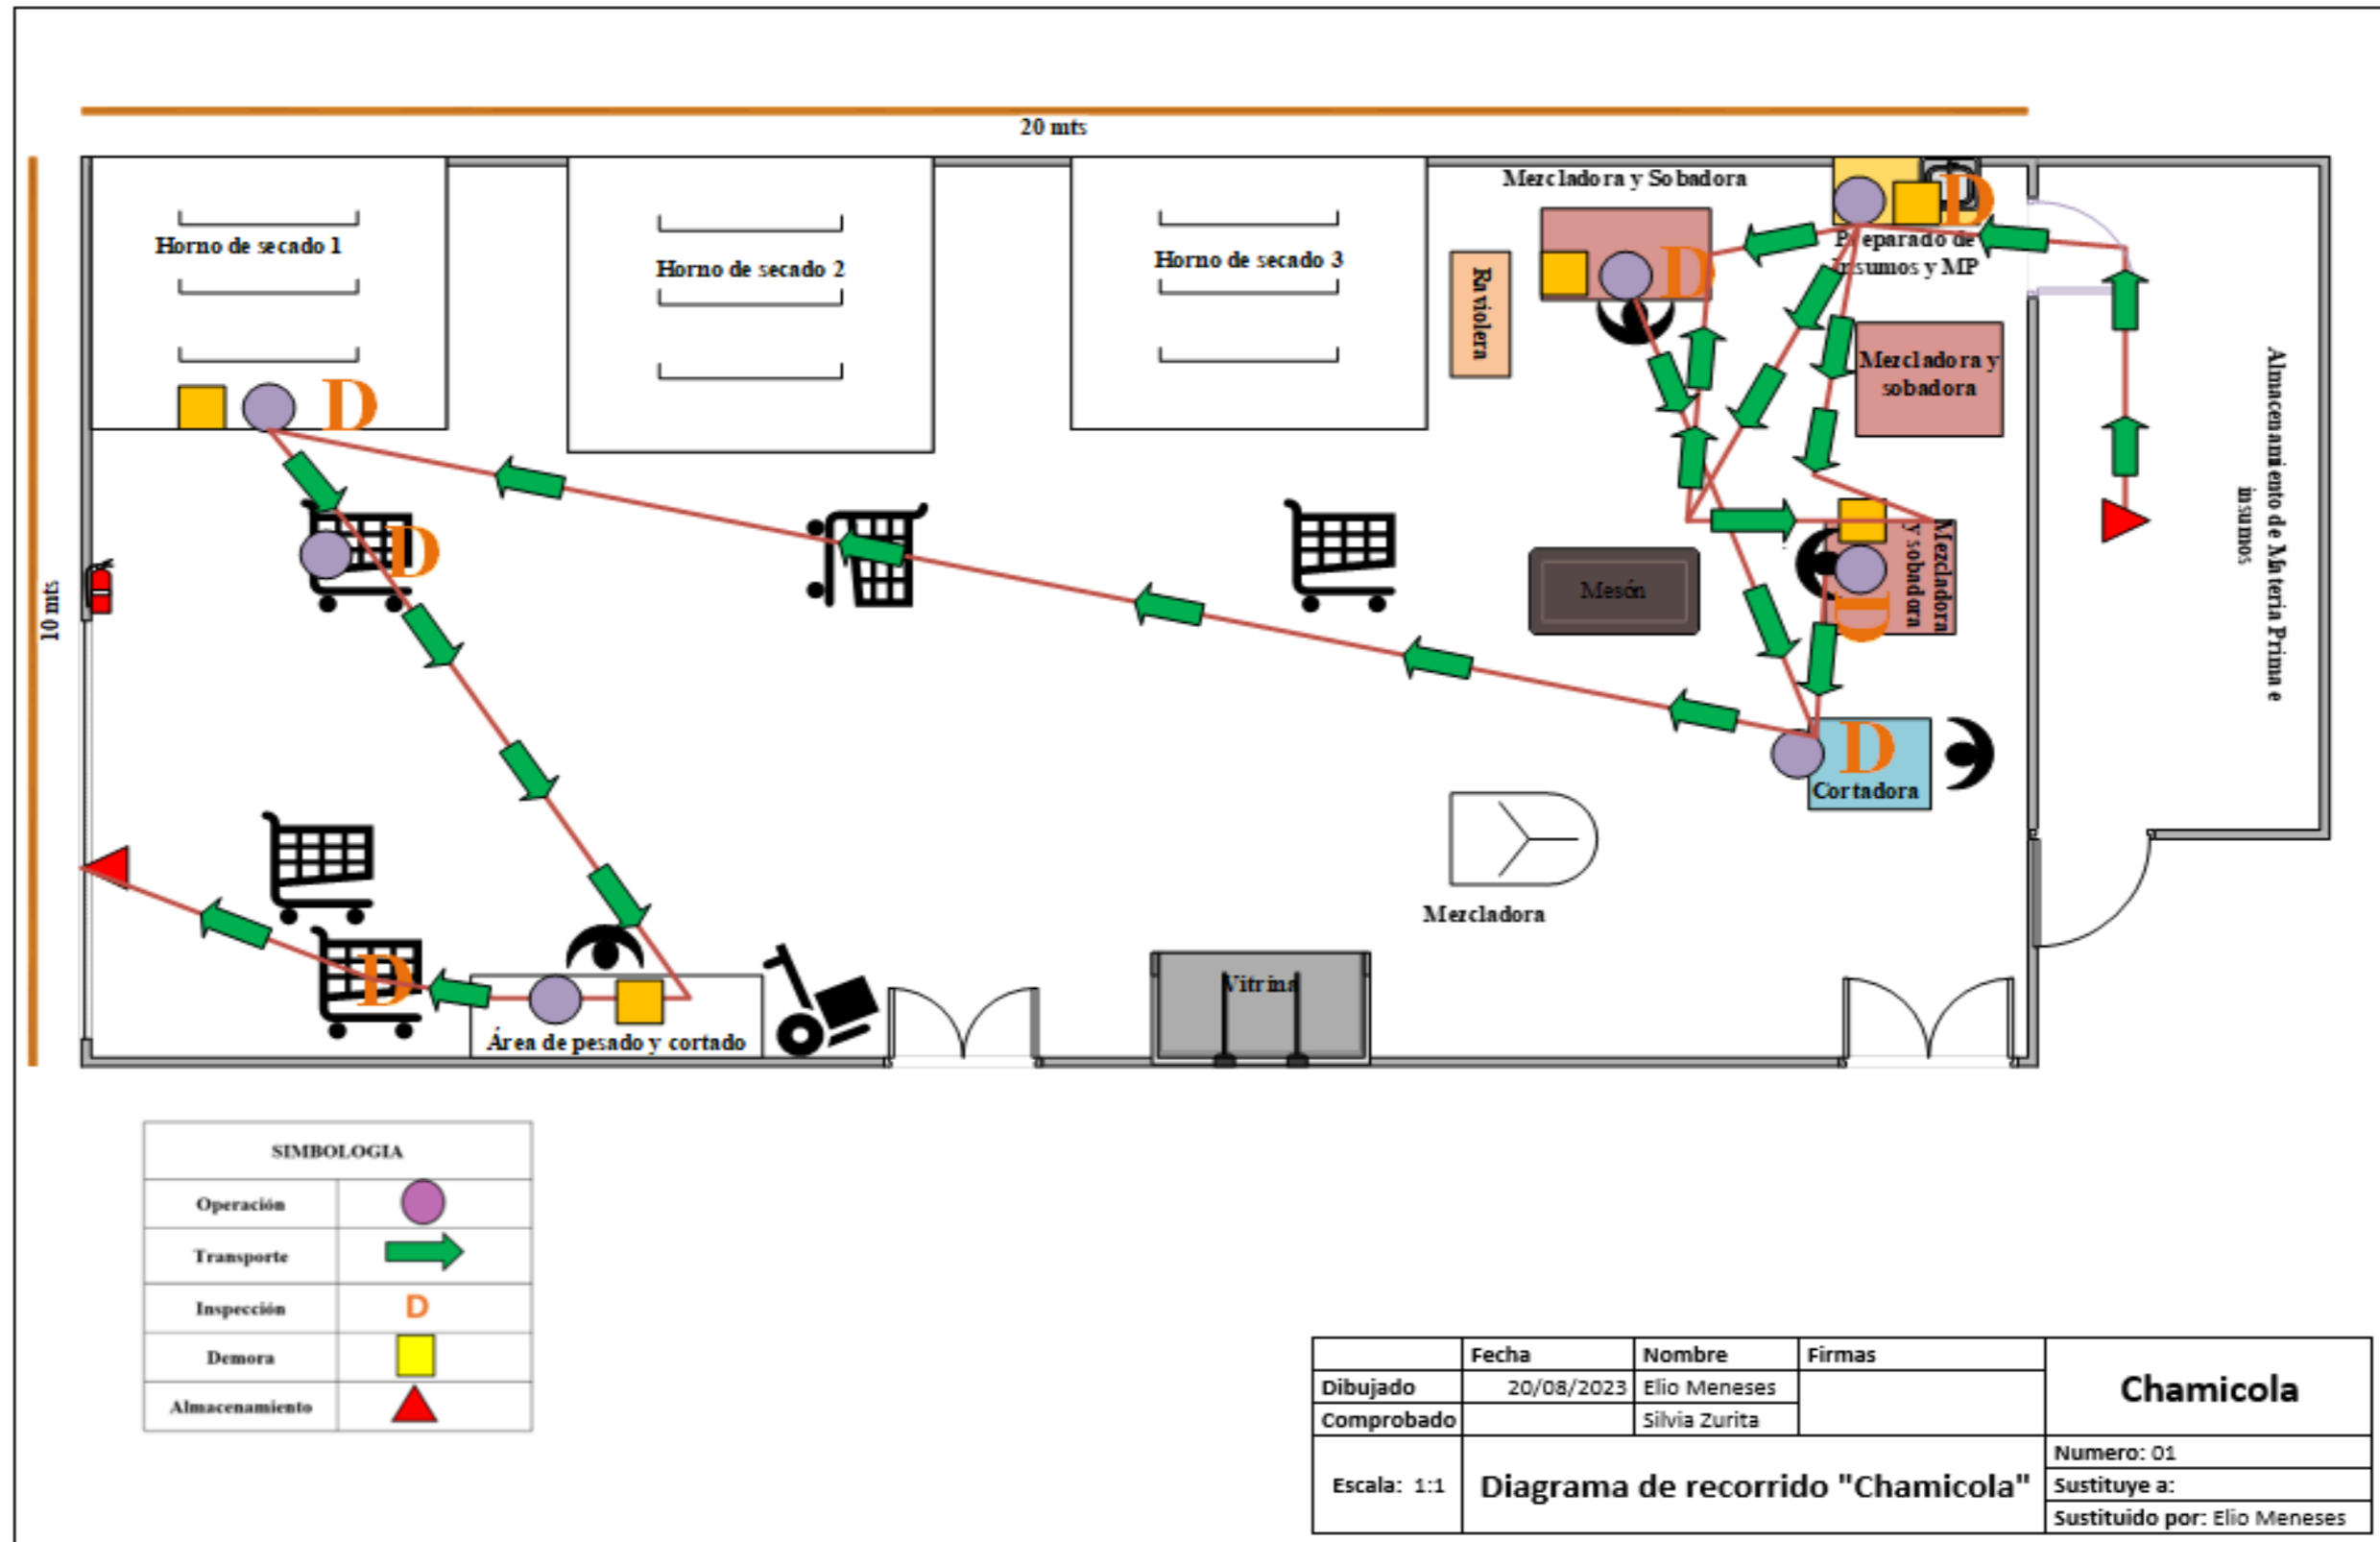 20 mts
10 mts
Horno de secado 1
Horno de secado 2
Horno de secado 3
Mezcladora y Sobadora
D
D
Preparado de
insumos y MP
Raviolera
Mezcladora y
sobadora
Almacenamiento de Materia Prima e
insumos
D
D
Mezcladora
y sobadora
D
Mesón
D
Cortadora
Mezcladora
D
Vitrina
Área de pesado y cortado
SIMBOLOGIA
Operación
Transporte
Inspección D
Demora
Almacenamiento
Fecha Nombre Firmas
Dibujado 20/08/2023 Elio Meneses
Comprobado Silvia Zurita
Chamicola
Escala: 1:1
Diagrama de recorrido "Chamicola"
Numero: 01
Sustituye a:
Sustituido por: Elio Meneses